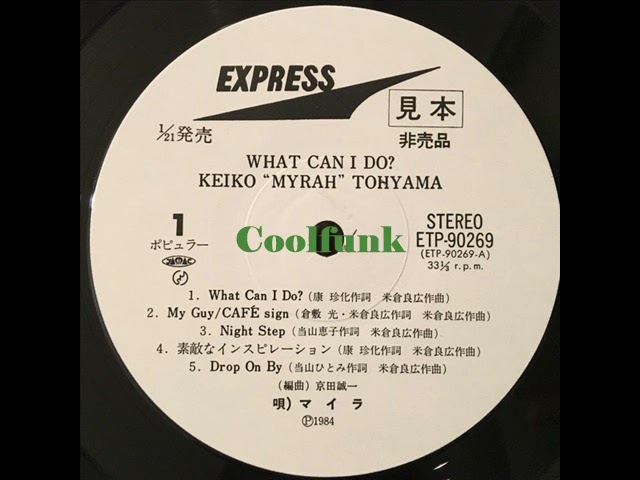 EXPRESS
見本
1/21発売
非売品
WHAT CAN I DO?
KEIKO "MYRAH" TOHYAMA
1
ポピュラー
STEREO
ETP-90269
(ETP-90269-A)
33⅓ r.p.m.
Coolfunk
JASRAC
1. What Can I Do? (康 珍化作詞 米倉良広作曲)
2. My Guy/CAFÉ sign (倉敷 光・米倉良広作詞 米倉良広作曲)
3. Night Step (当山恵子作詞 米倉良広作曲)
4. 素敵なインスピレーション (康 珍化作詞 米倉良広作曲)
5. Drop On By (当山ひとみ作詞 米倉良広作曲)
(編曲) 京田誠一
唄) マイラ
Ⓟ1984